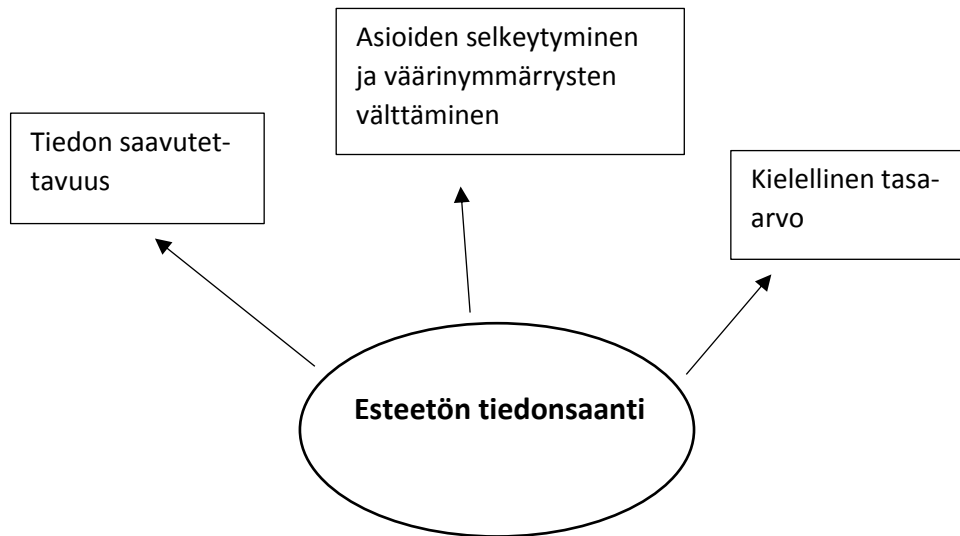 Asioiden selkeytyminen
ja väärinymmärrysten
välttäminen
Tiedon saavutet-
tavuus
Kielellinen tasa-
arvo
Esteetön tiedonsaanti